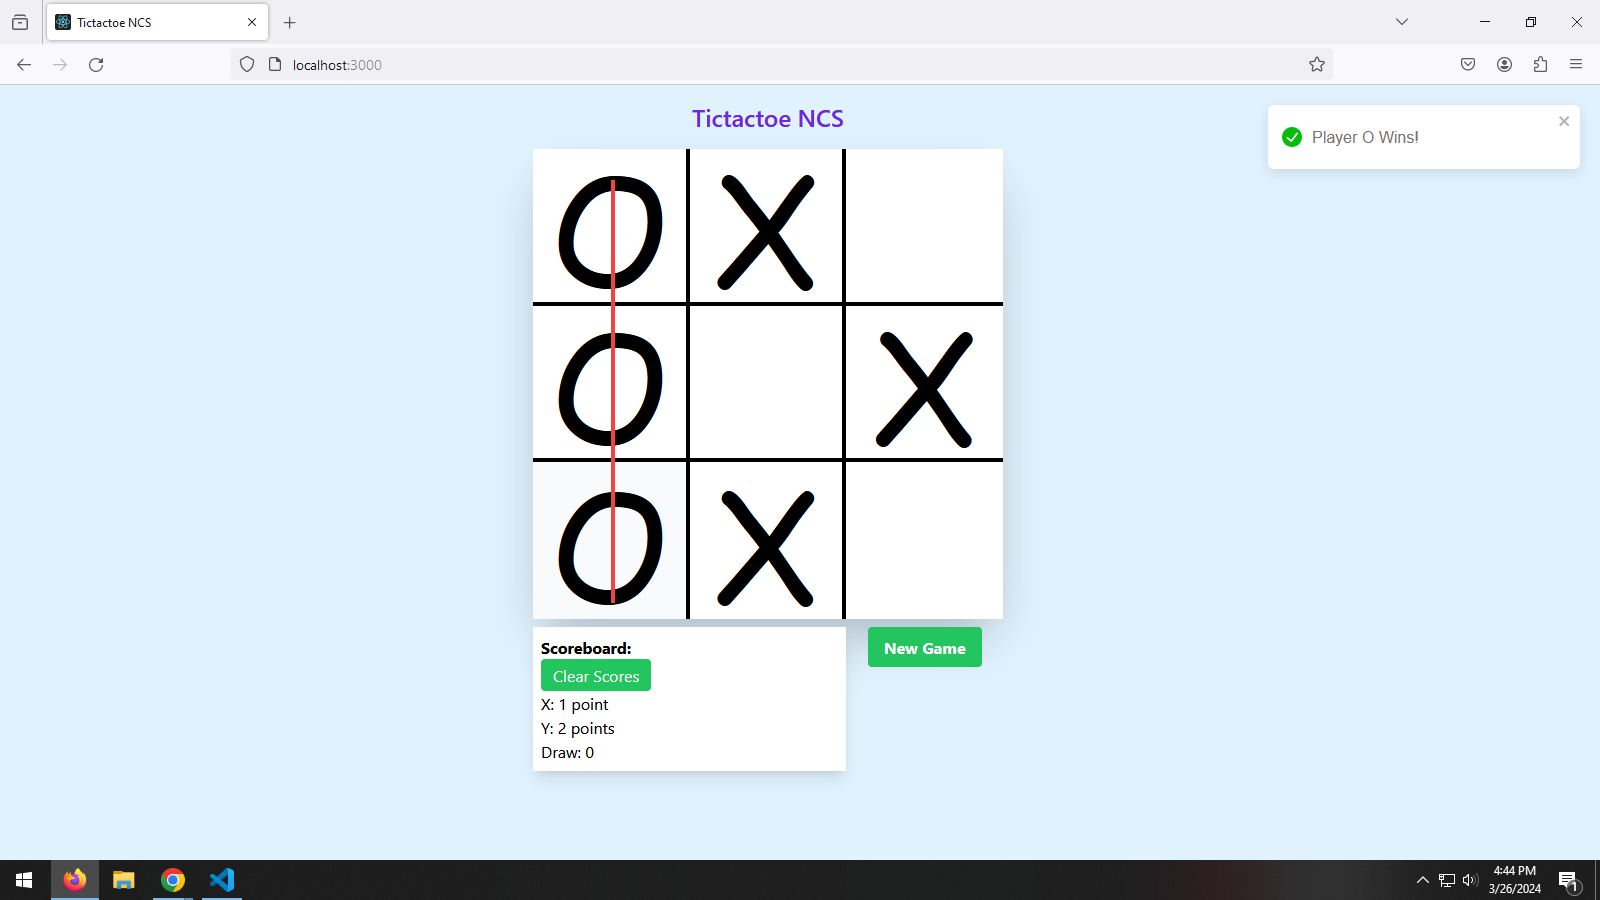 Tictactoe NCS
localhost:3000
Tictactoe NCS
Player O Wins!
O X
O X
O X
Scoreboard:
New Game
Clear Scores
X: 1 point
Y: 2 points
Draw: 0
4:44 PM
3/26/2024
1